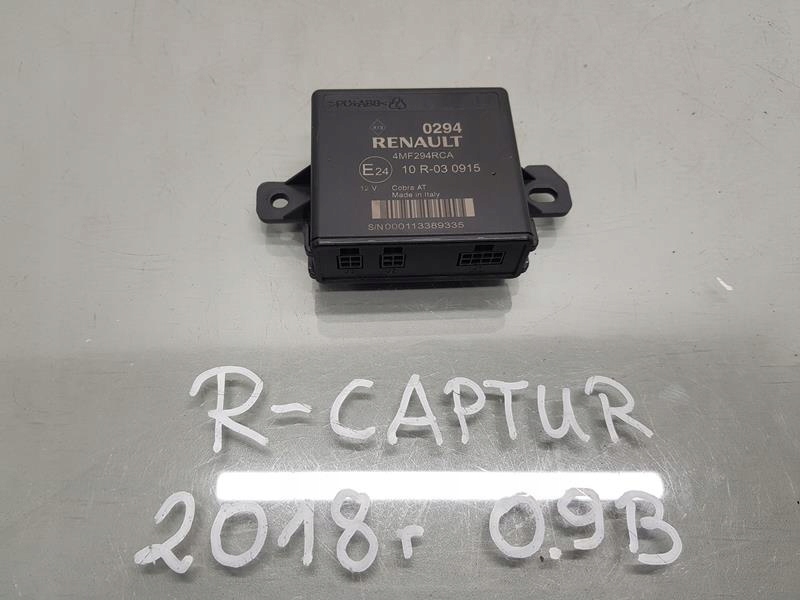 >PC+ABS<
0294
RENAULT
4MF294RCA
E24 10 R-03 0915
12 V Cobra AT
Made in Italy
S/N000113389335
R-CAPTUR
2018r 0.9B